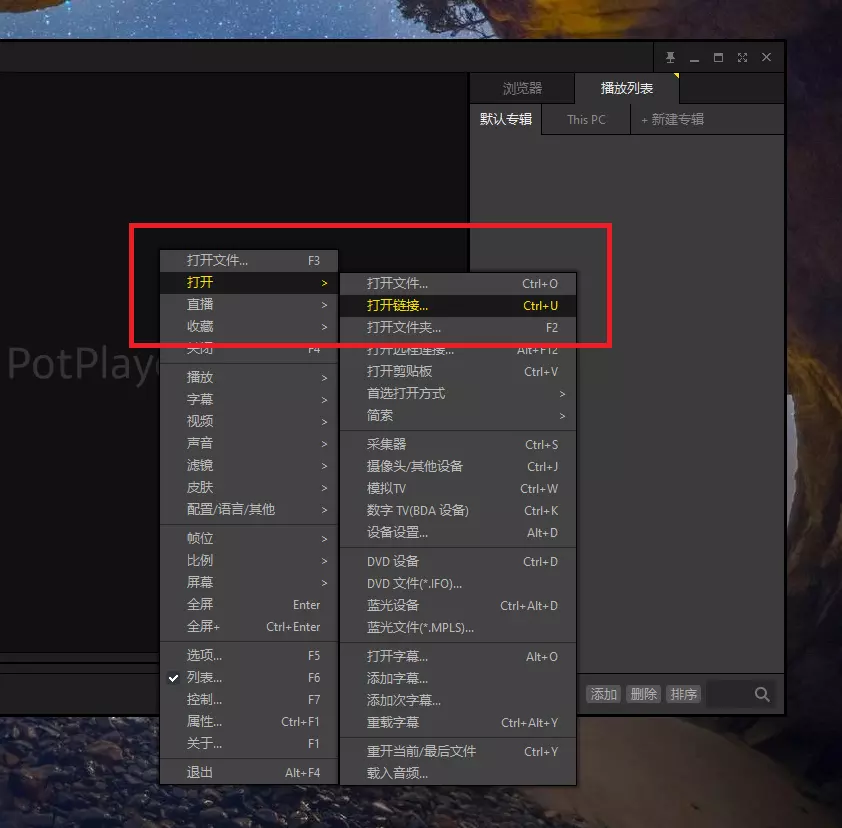 浏览器
播放列表
默认专辑
This PC
+ 新建专辑
PotPlaye
打开文件... F3
打开 >
直播 >
收藏 >
关闭 F4
播放 >
字幕 >
视频 >
声音 >
滤镜 >
皮肤 >
配置/语言/其他 >
帧位 >
比例 >
屏幕 >
全屏 Enter
全屏+ Ctrl+Enter
选项... F5
列表... F6
控制... F7
属性... Ctrl+F1
关于... F1
退出 Alt+F4
打开文件... Ctrl+O
打开链接... Ctrl+U
打开文件夹... F2
打开远程连接... Alt+F12
打开剪贴板 Ctrl+V
首选打开方式 >
简索 >
采集器 Ctrl+S
摄像头/其他设备 Ctrl+J
模拟TV Ctrl+W
数字 TV(BDA 设备) Ctrl+K
设备设置... Alt+D
DVD 设备 Ctrl+D
DVD 文件(*.IFO)...
蓝光设备 Ctrl+Alt+D
蓝光文件(*.MPLS)...
打开字幕... Alt+O
添加字幕...
添加次字幕...
重载字幕 Ctrl+Alt+Y
重开当前/最后文件 Ctrl+Y
载入音频...
添加
删除
排序